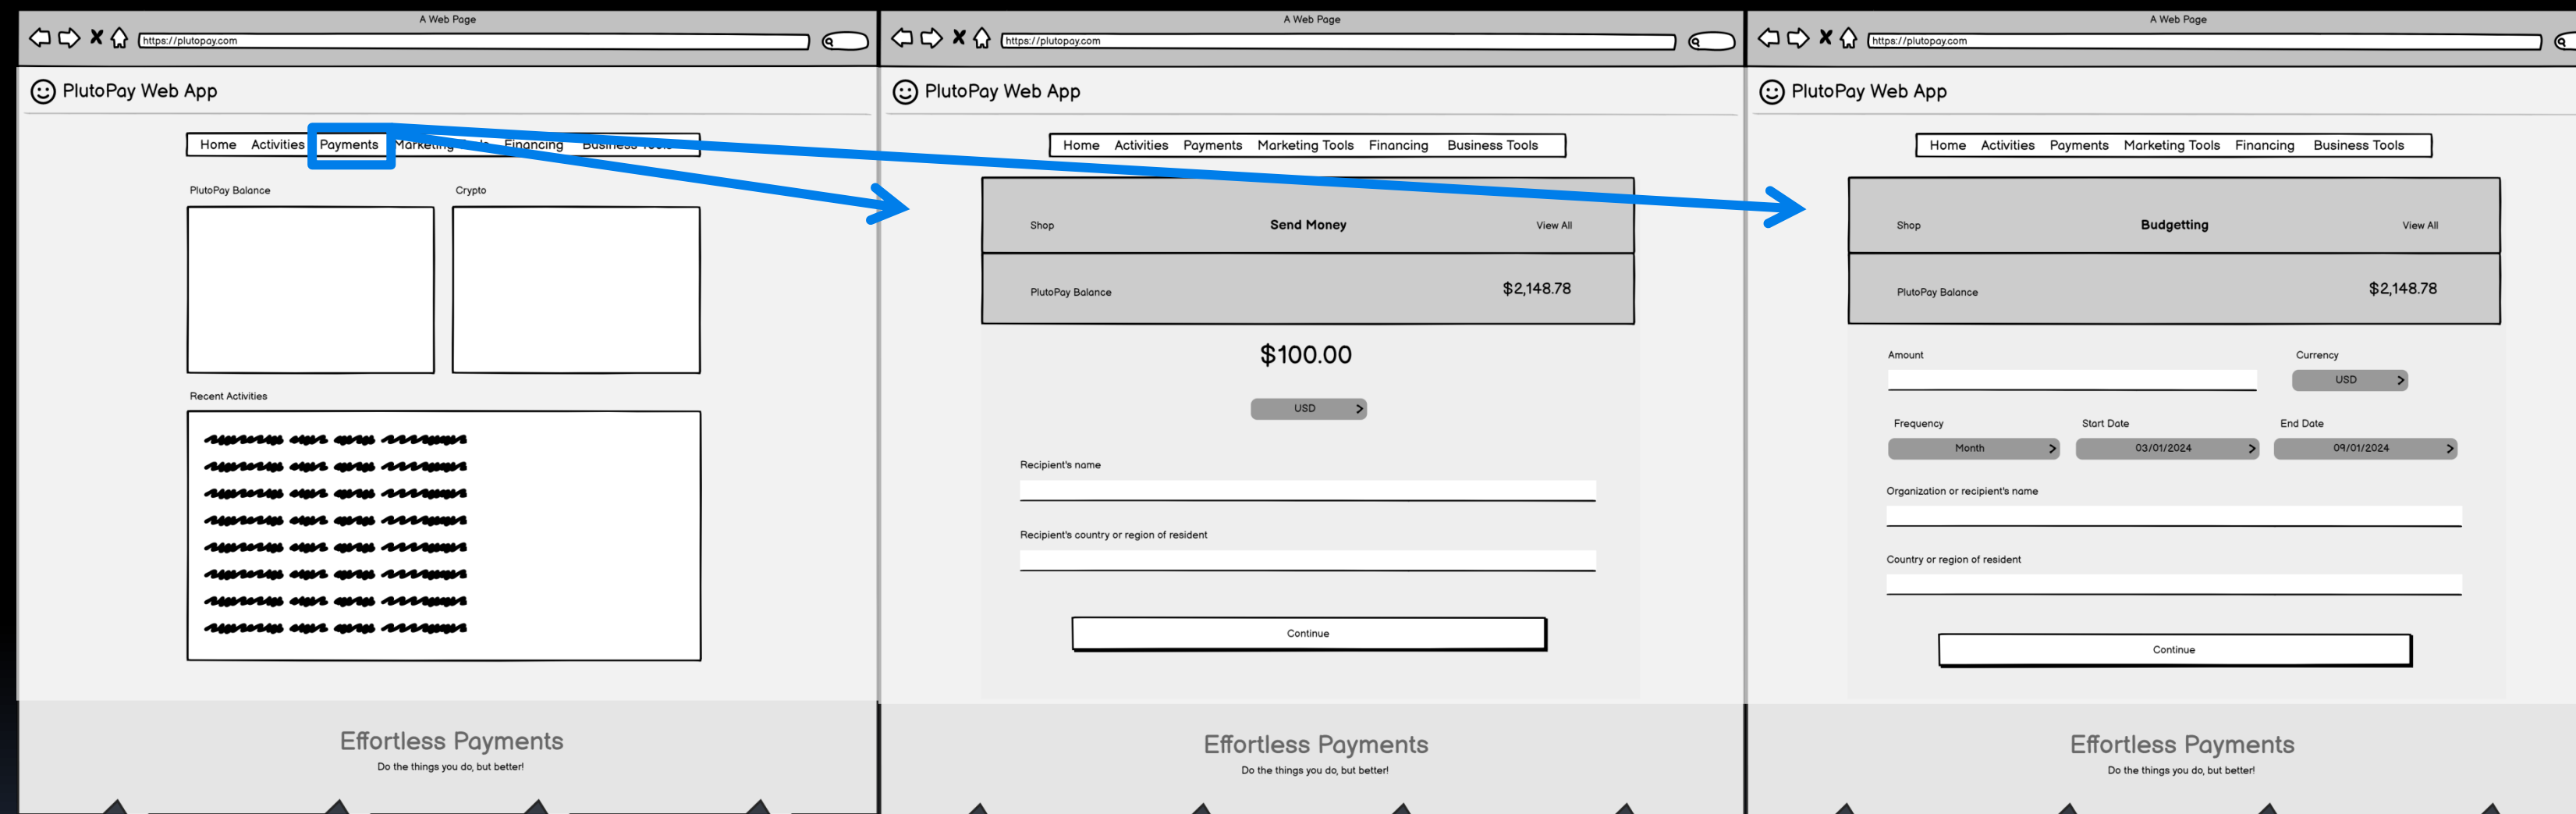 A Web Page
https://plutopay.com
PlutoPay Web App
Home Activities Payments Marketing Tools Financing Business Tools
PlutoPay Balance Crypto
Recent Activities
Effortless Payments
Do the things you do, but better!
A Web Page
https://plutopay.com
PlutoPay Web App
Home Activities Payments Marketing Tools Financing Business Tools
Shop Send Money View All
PlutoPay Balance $2,148.78
$100.00
USD
Recipient's name
Recipient's country or region of resident
Continue
Effortless Payments
Do the things you do, but better!
A Web Page
https://plutopay.com
PlutoPay Web App
Home Activities Payments Marketing Tools Financing Business Tools
Shop Budgetting View All
PlutoPay Balance $2,148.78
Amount Currency
USD
Frequency Start Date End Date
Month 03/01/2024 09/01/2024
Organization or recipient's name
Country or region of resident
Continue
Effortless Payments
Do the things you do, but better!